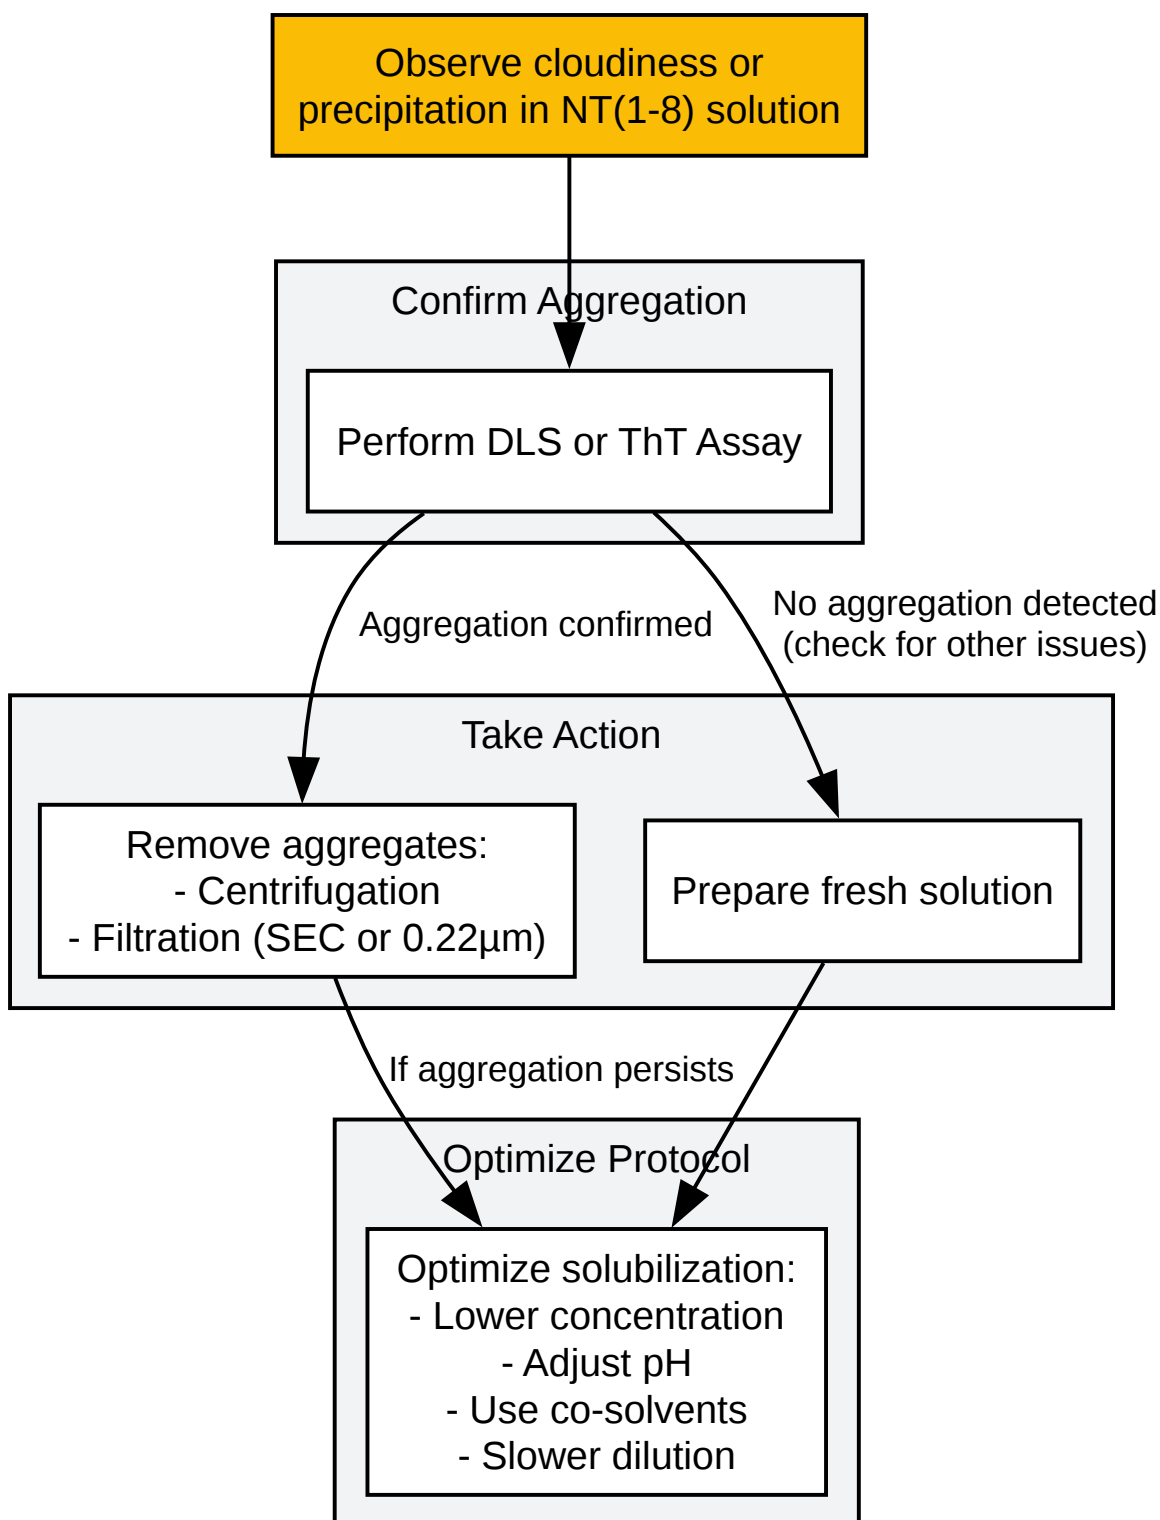 Observe cloudiness or
precipitation in NT(1-8) solution
Confirm Aggregation
Perform DLS or ThT Assay
Aggregation confirmed
No aggregation detected
(check for other issues)
Take Action
Remove aggregates:
- Centrifugation
- Filtration (SEC or 0.22µm)
Prepare fresh solution
If aggregation persists
Optimize Protocol
Optimize solubilization:
- Lower concentration
- Adjust pH
- Use co-solvents
- Slower dilution